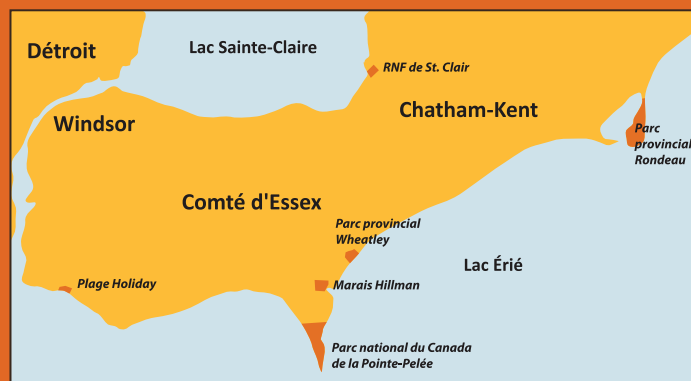 Détroit
Lac Sainte-Claire
RNF de St. Clair
Chatham-Kent
Windsor
Parc
provincial
Rondeau
Comté d'Essex
Parc provincial
Wheatley
Lac Érié
Plage Holiday
Marais Hillman
Parc national du Canada
de la Pointe-Pelée